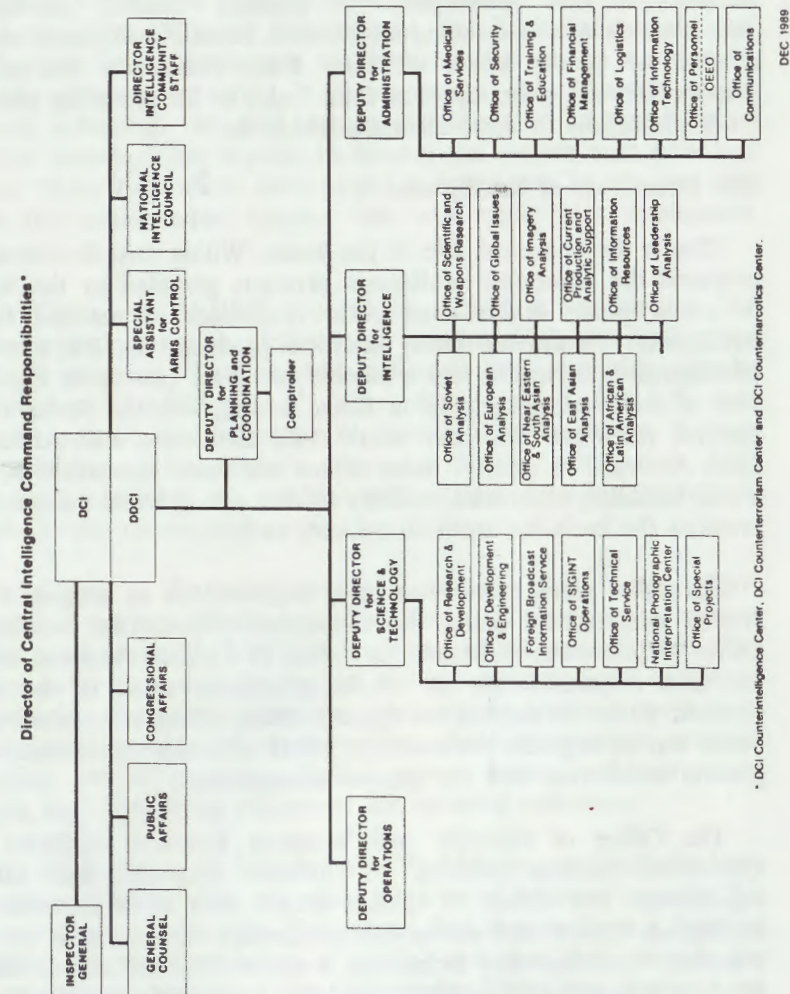 Director of Central Intelligence Command Responsibilities*
INSPECTOR
GENERAL
GENERAL
COUNSEL
PUBLIC
AFFAIRS
CONGRESSIONAL
AFFAIRS
DCI
DDCI
SPECIAL
ASSISTANT
for
ARMS CONTROL
NATIONAL
INTELLIGENCE
COUNCIL
DIRECTOR
INTELLIGENCE
COMMUNITY
STAFF
DEPUTY DIRECTOR
for
PLANNING and
COORDINATION
Comptroller
DEPUTY DIRECTOR
for
OPERATIONS
DEPUTY DIRECTOR
for
SCIENCE &
TECHNOLOGY
Office of Research &
Development
Office of Development
& Engineering
Foreign Broadcast
Information Service
Office of SIGINT
Operations
Office of Technical
Service
National Photographic
Interpretation Center
Office of Special
Projects
DEPUTY DIRECTOR
for
INTELLIGENCE
Office of Soviet
Analysis
Office of European
Analysis
Office of Near Eastern
& South Asian
Analysis
Office of East Asian
Analysis
Office of African &
Latin American
Analysis
Office of Scientific and
Weapons Research
Office of Global Issues
Office of Imagery
Analysis
Office of Current
Production and
Analytic Support
Office of Information
Resources
Office of Leadership
Analysis
DEPUTY DIRECTOR
for
ADMINISTRATION
Office of Medical
Services
Office of Security
Office of Training &
Education
Office of Financial
Management
Office of Logistics
Office of Information
Technology
Office of Personnel
OEEO
Office of
Communications
* DCI Counterintelligence Center, DCI Counterterrorism Center and DCI Counternarcotics Center.
DEC 1989